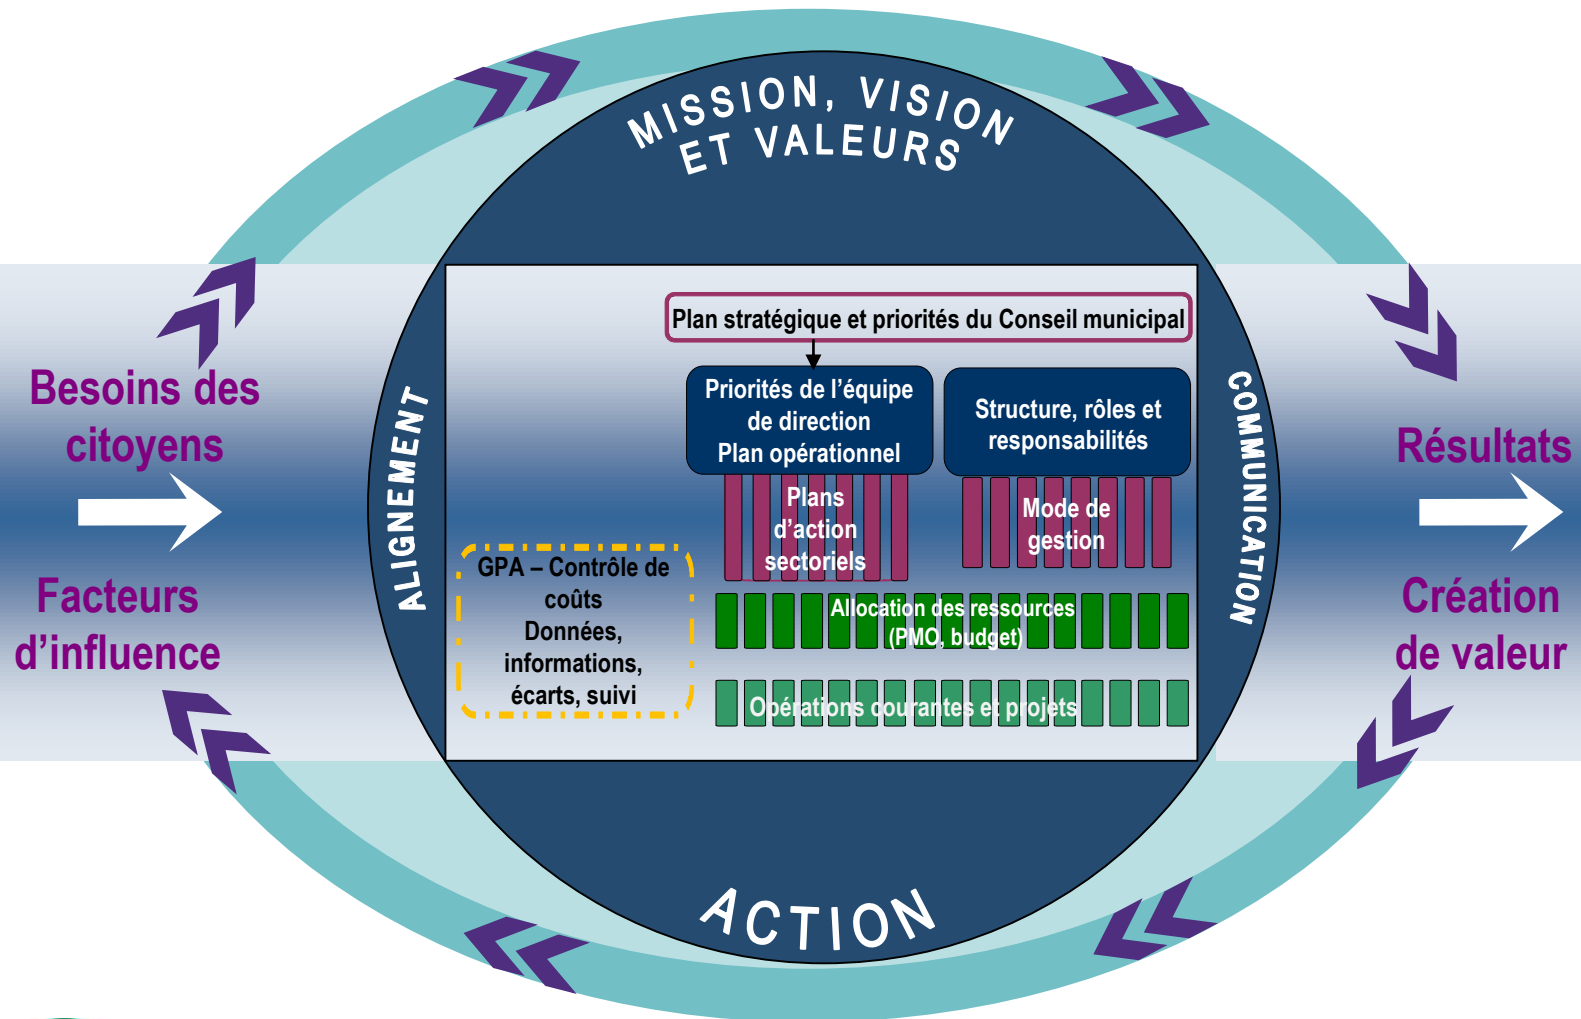 MISSION, VISION
ET VALEURS
Plan stratégique et priorités du Conseil municipal
Priorités de l’équipe
de direction
Plan opérationnel
Structure, rôles et
responsabilités
Plans
d’action
sectoriels
Mode de
gestion
GPA – Contrôle de
coûts
Données,
informations,
écarts, suivi
Allocation des ressources
(PMO, budget)
Opérations courantes et projets
Besoins des
citoyens
Facteurs
d’influence
ALIGNEMENT
COMMUNICATION
Résultats
Création
de valeur
ACTION